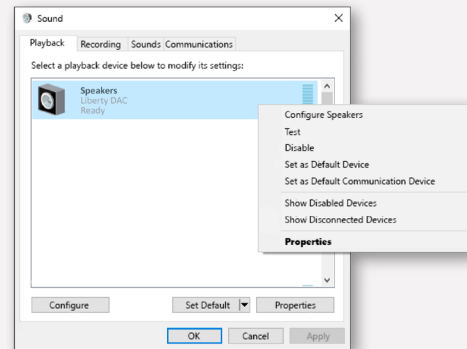 Sound
Playback Recording Sounds Communications
Select a playback device below to modify its settings:
Speakers
Liberty DAC
Ready
Configure Speakers
Test
Disable
Set as Default Device
Set as Default Communication Device
Show Disabled Devices
Show Disconnected Devices
Properties
Configure Set Default Properties
OK Cancel Apply